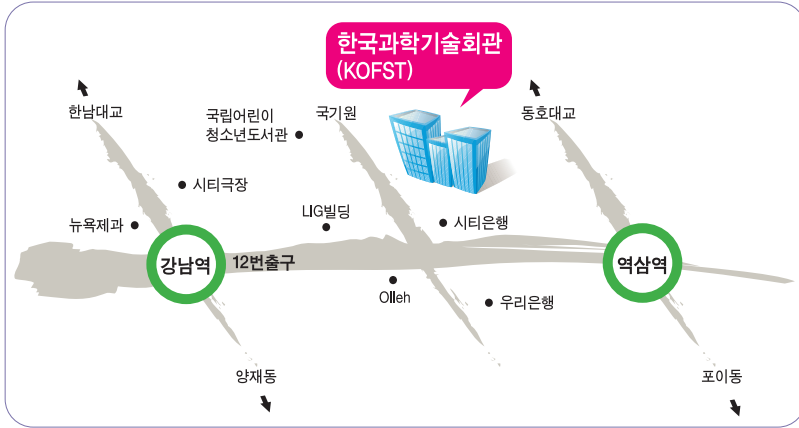 한국과학기술회관
(KOFST)
한남대교
국립어린이
청소년도서관
국기원
동호대교
시티극장
뉴욕제과
LIG빌딩
시티은행
강남역
12번출구
역삼역
Olleh
우리은행
양재동
포이동